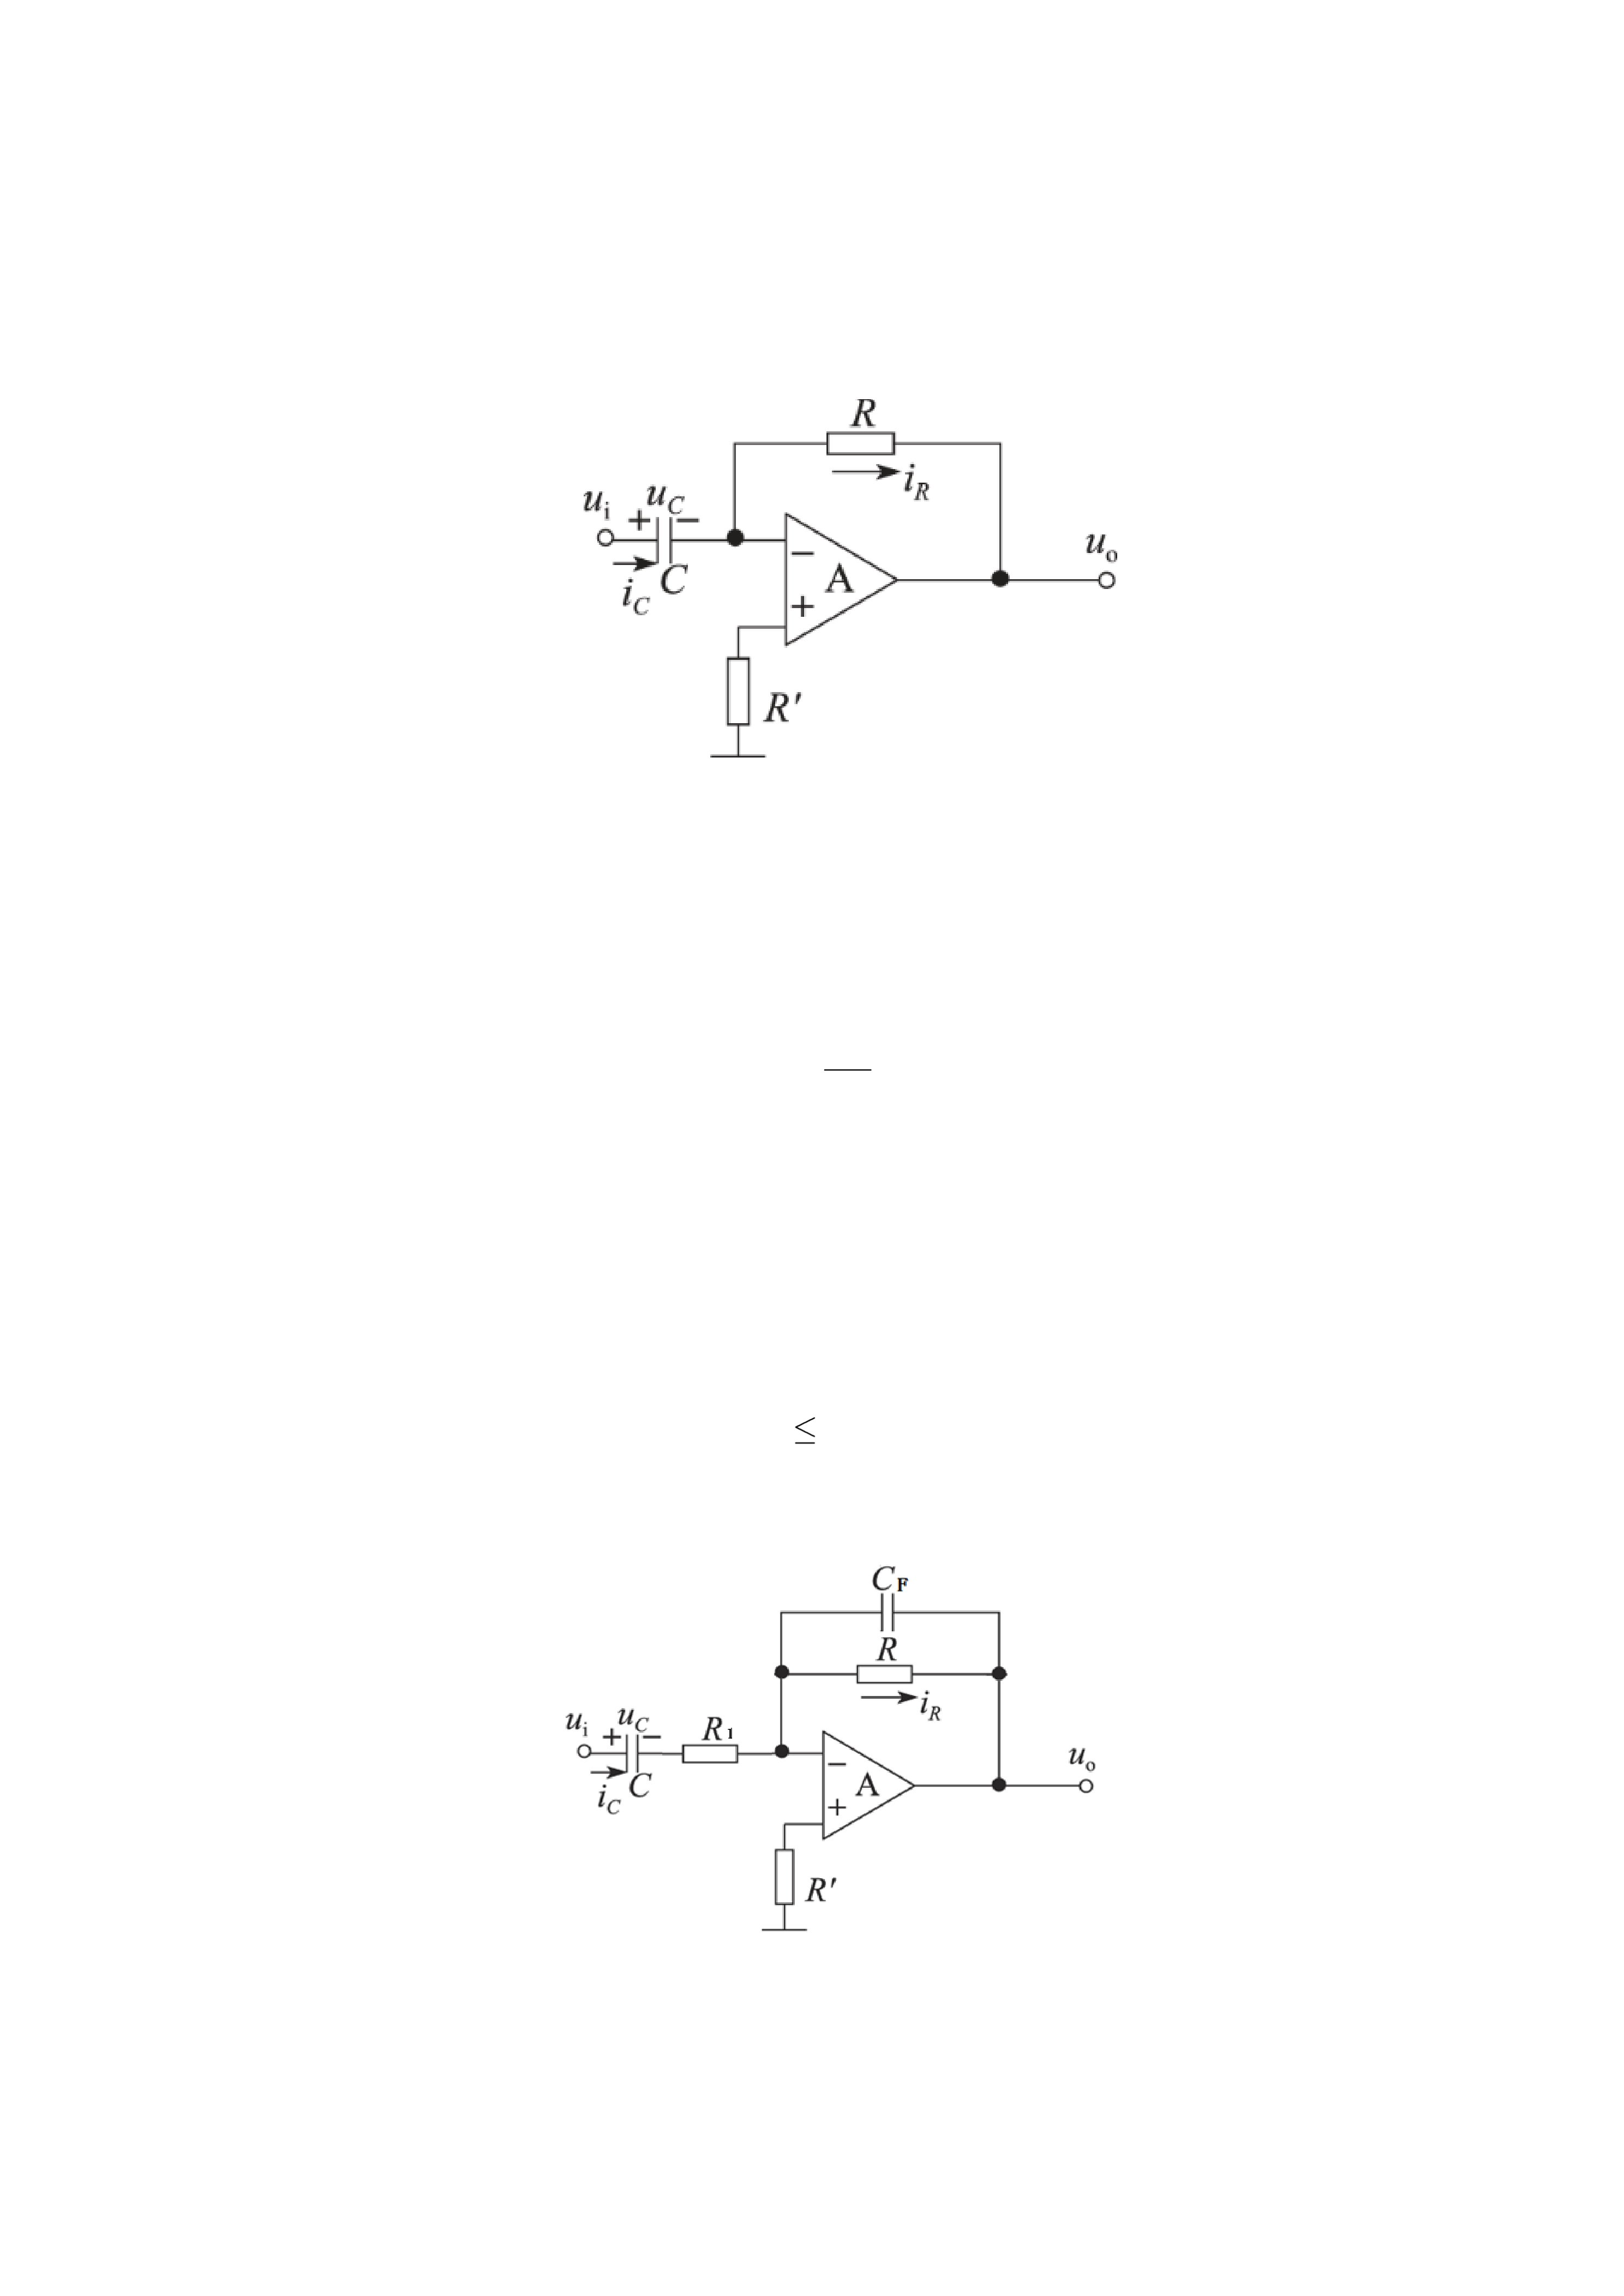 R
i_R
u_i
+ u_C −
u_o
− A
i_C C
+
R'
≤
C_F
R
i_R
u_i
+ u_C −
R_1
u_o
− A
i_C C
+
R'